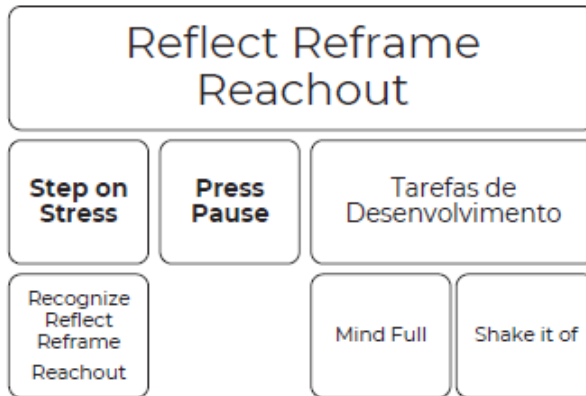 Reflect Reframe
Reachout
Step on
Stress
Press
Pause
Tarefas de
Desenvolvimento
Recognize
Reflect
Reframe
Reachout
Mind Full
Shake it of